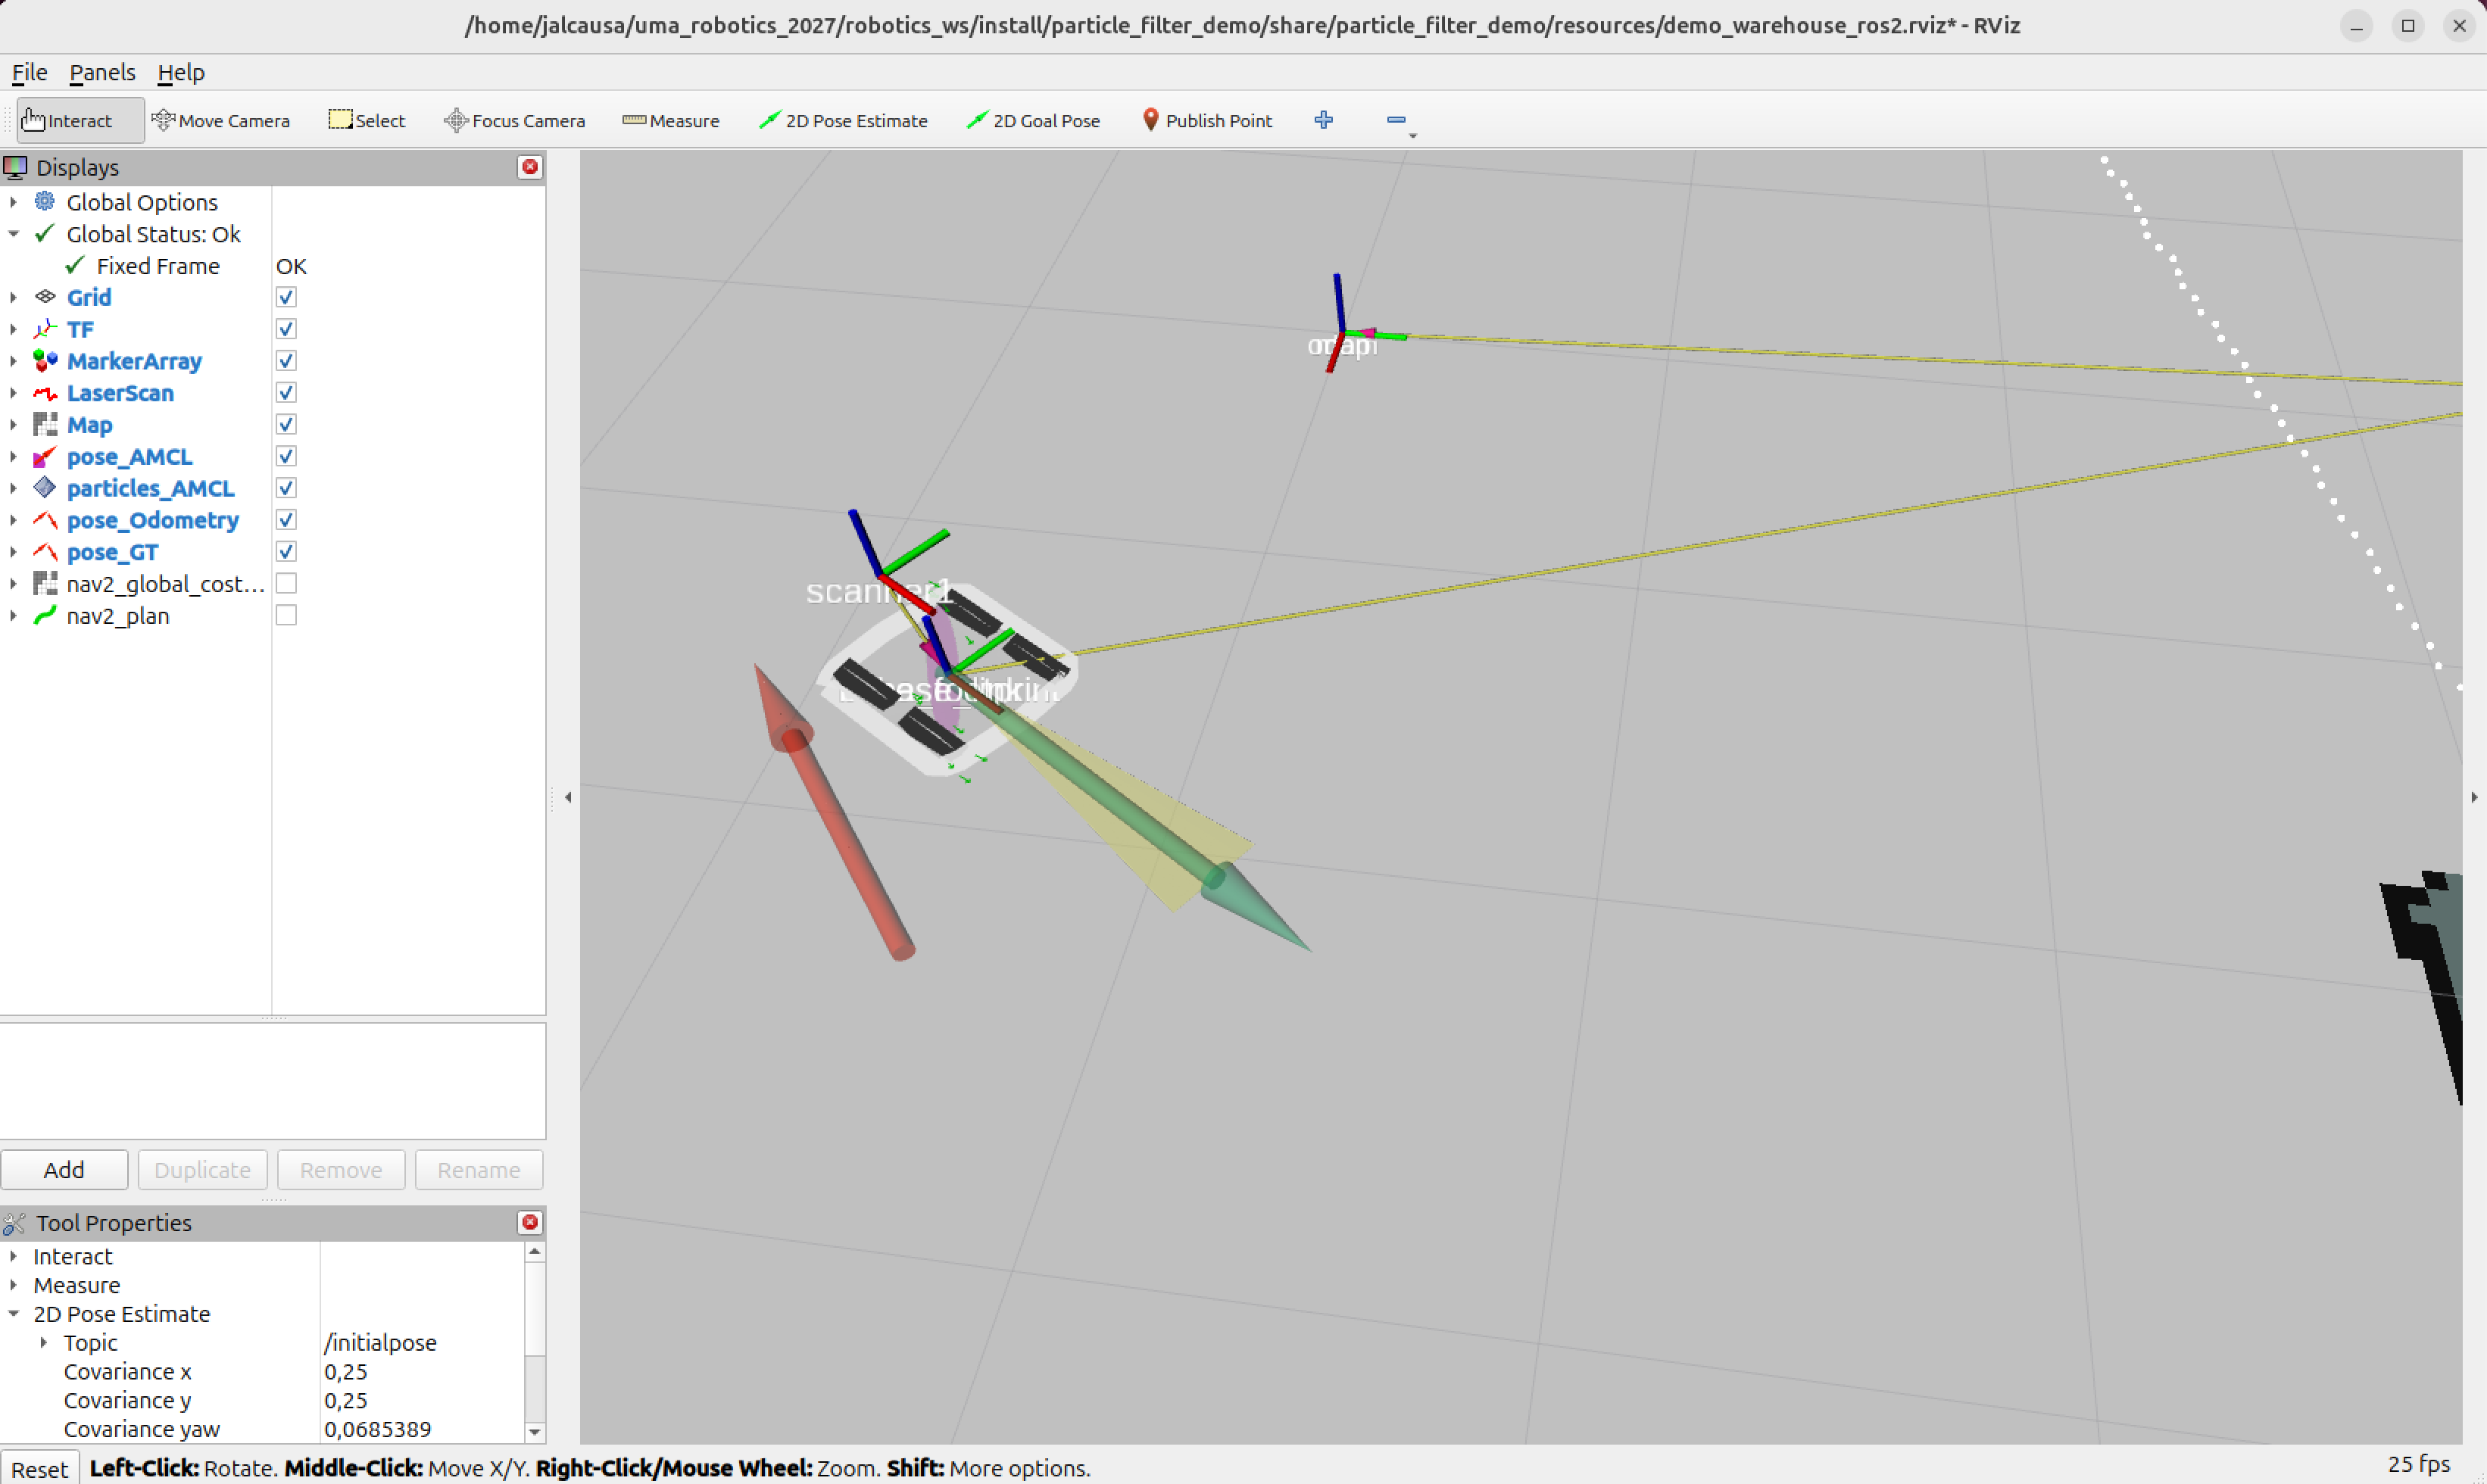 /home/jalcausa/uma_robotics_2027/robotics_ws/install/particle_filter_demo/share/particle_filter_demo/resources/demo_warehouse_ros2.rviz* - RViz
File Panels Help
Interact Move Camera Select Focus Camera Measure 2D Pose Estimate 2D Goal Pose Publish Point
Displays
Global Options
Global Status: Ok
Fixed Frame OK
Grid
TF
MarkerArray
LaserScan
Map
pose_AMCL
particles_AMCL
pose_Odometry
pose_GT
nav2_global_cost...
nav2_plan
scanner1
Add Duplicate Remove Rename
Tool Properties
Interact
Measure
2D Pose Estimate
Topic /initialpose
Covariance x 0,25
Covariance y 0,25
Covariance yaw 0,0685389
Reset Left-Click: Rotate. Middle-Click: Move X/Y. Right-Click/Mouse Wheel: Zoom. Shift: More options. 25 fps